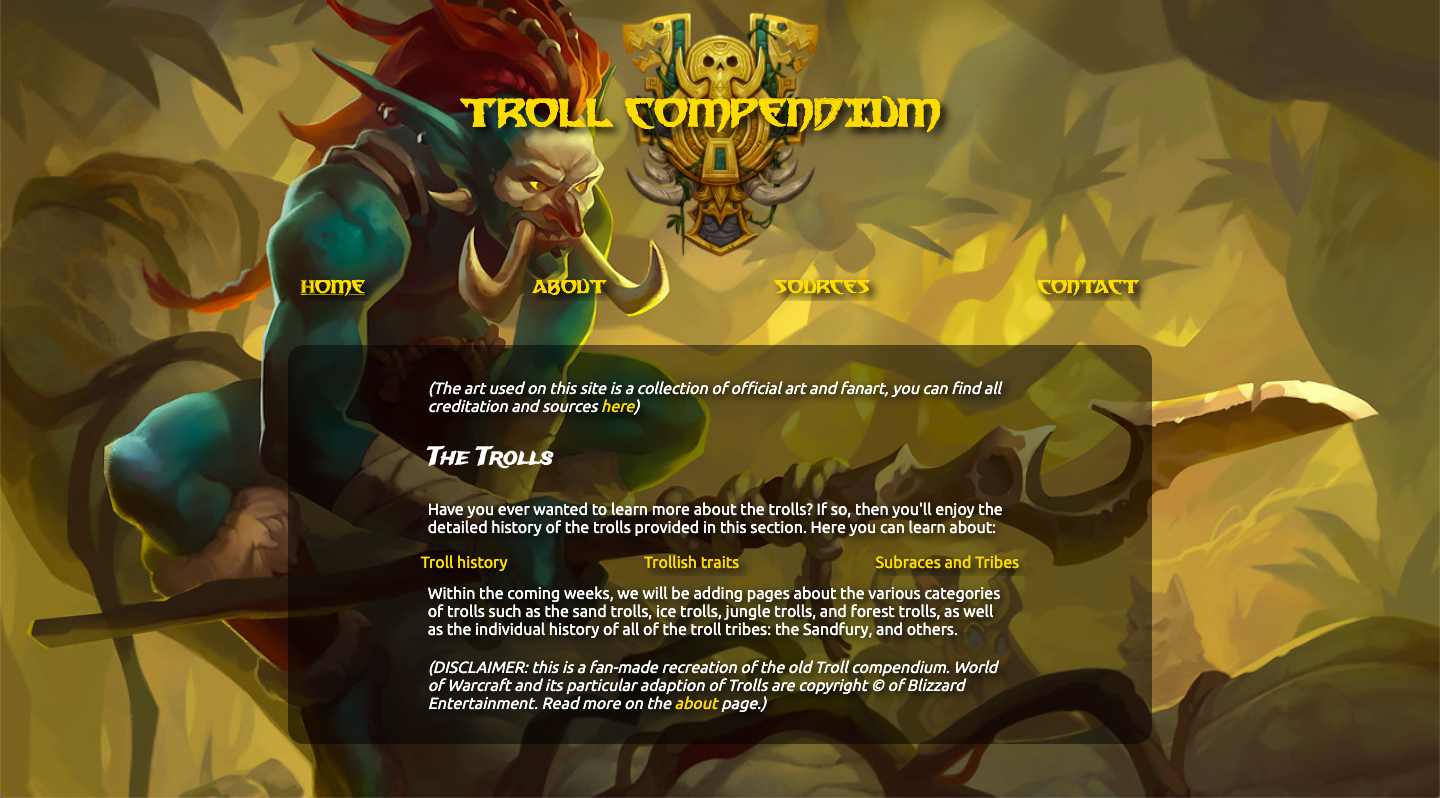 TROLL COMPENDIUM
HOME ABOUT SOURCES CONTACT
(The art used on this site is a collection of official art and fanart, you can find all
creditation and sources here)
The Trolls
Have you ever wanted to learn more about the trolls? If so, then you'll enjoy the
detailed history of the trolls provided in this section. Here you can learn about:
Troll history Trollish traits Subraces and Tribes
Within the coming weeks, we will be adding pages about the various categories
of trolls such as the sand trolls, ice trolls, jungle trolls, and forest trolls, as well
as the individual history of all of the troll tribes: the Sandfury, and others.
(DISCLAIMER: this is a fan-made recreation of the old Troll compendium. World
of Warcraft and its particular adaption of Trolls are copyright © of Blizzard
Entertainment. Read more on the about page.)